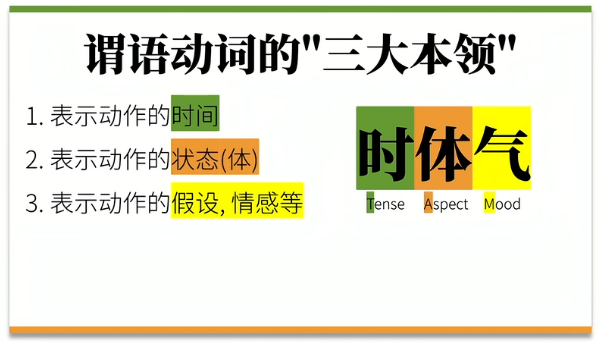 谓语动词的"三大本领"
1. 表示动作的时间
2. 表示动作的状态(体)
3. 表示动作的假设, 情感等
时体气
Tense Aspect Mood